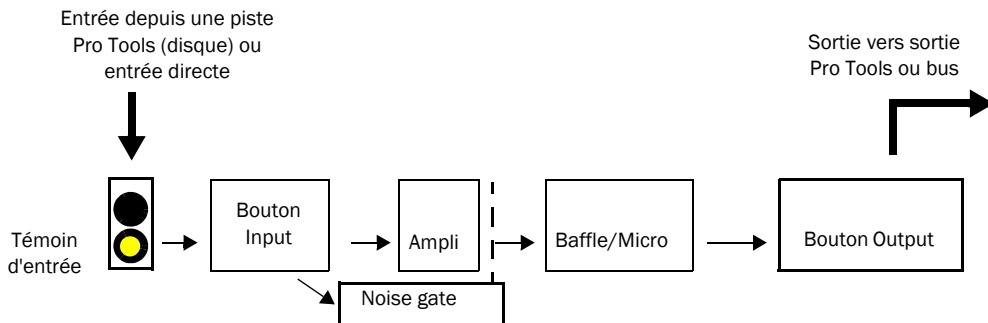 Entrée depuis une piste
Pro Tools (disque) ou
entrée directe
Sortie vers sortie
Pro Tools ou bus
Témoin
d'entrée
Bouton
Input
Ampli
Baffle/Micro
Bouton Output
Noise gate